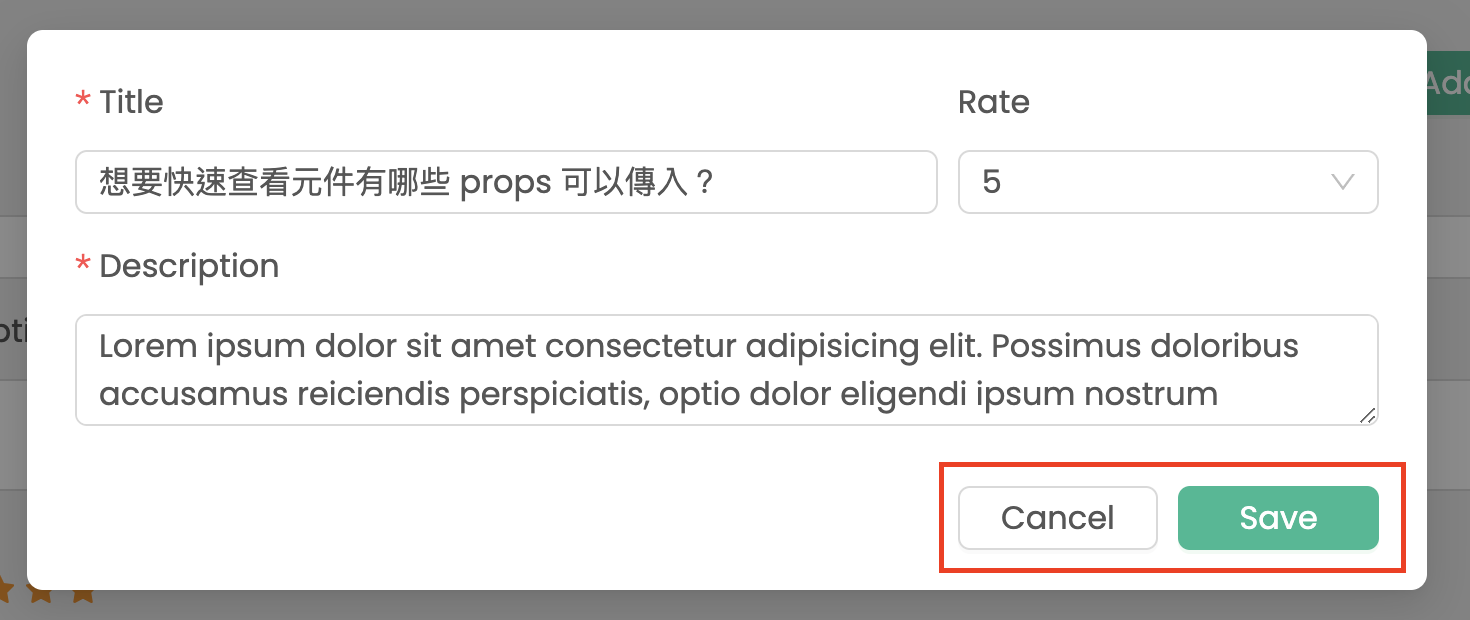 * Title
Rate
Add
想要快速查看元件有哪些 props 可以傳入？
5
* Description
Lorem ipsum dolor sit amet consectetur adipisicing elit. Possimus doloribus
accusamus reiciendis perspiciatis, optio dolor eligendi ipsum nostrum
Cancel
Save